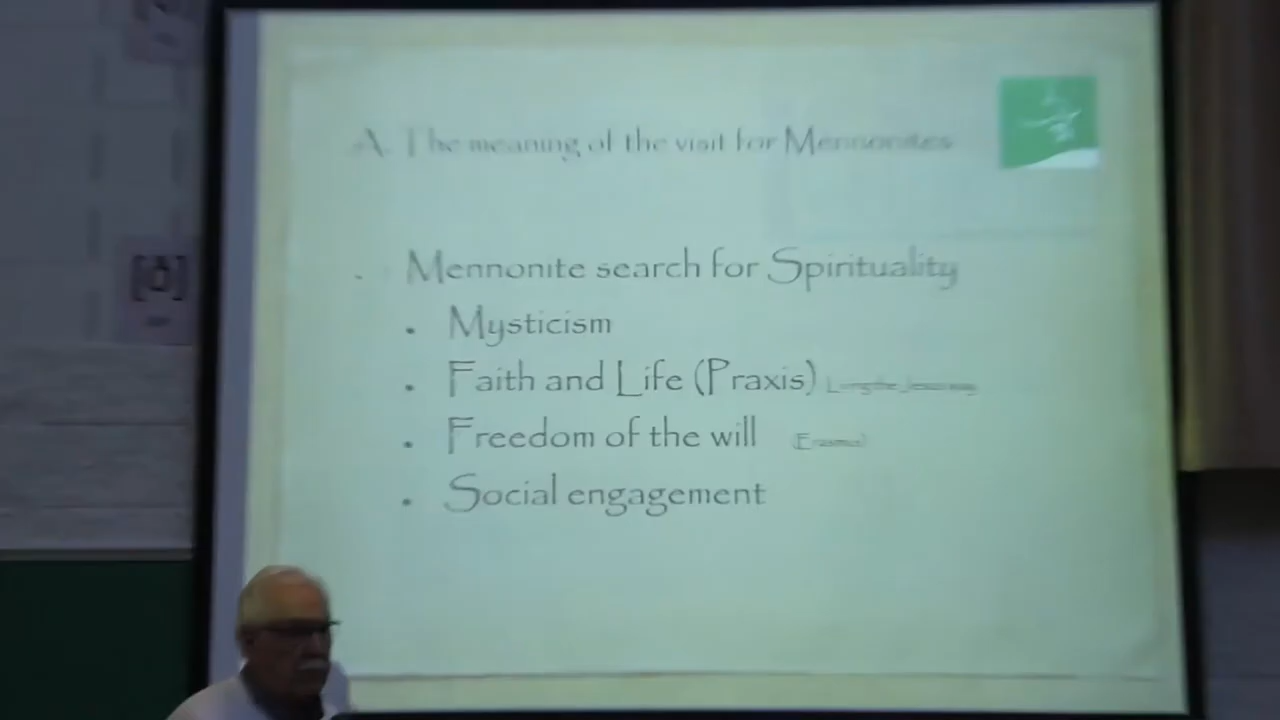 A. The meaning of the visit for Mennonites
Mennonite search for Spirituality
Mysticism
Faith and Life (Praxis)
Freedom of the will
Social engagement